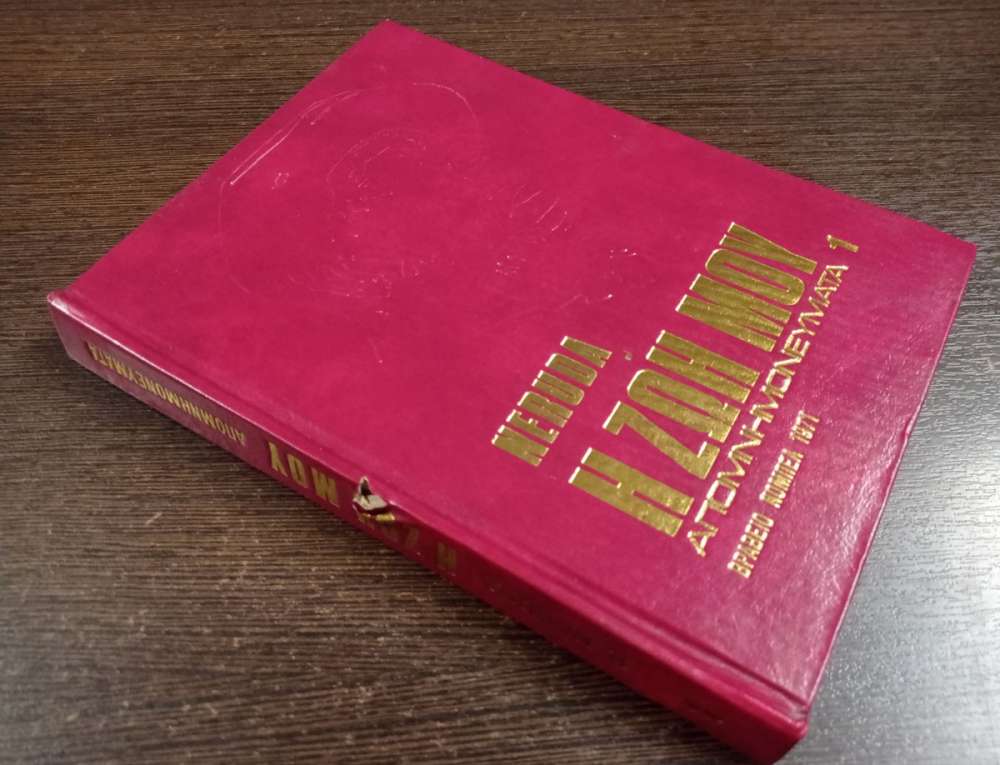 NERUDA
Η ΖΩΗ ΜΟΥ
ΑΠΟΜΝΗΜΟΝΕΥΜΑΤΑ 1
ΒΡΑΒΕΙΟ ΝΟΜΠΕΛ 1971
Η ΜΟΥ
ΑΠΟΜΝΗΜΟΝΕΥΜΑΤΑ